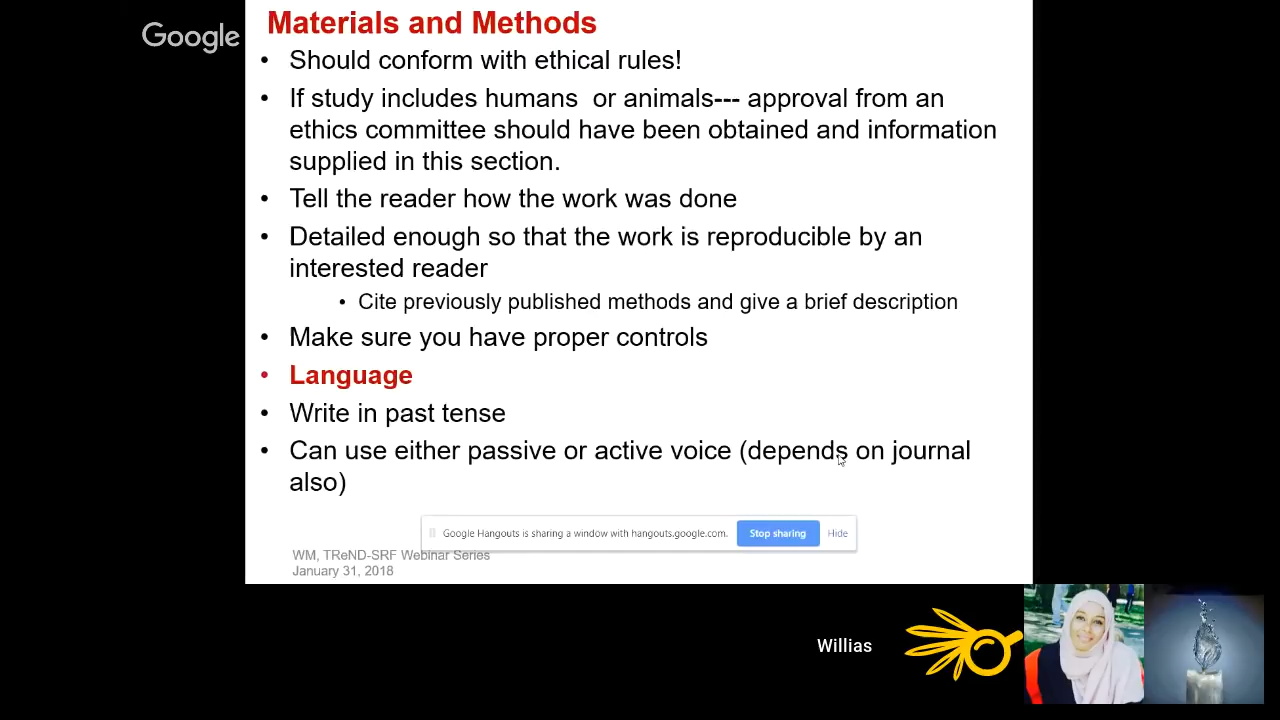 Google
Materials and Methods
• Should conform with ethical rules!
• If study includes humans or animals--- approval from an
ethics committee should have been obtained and information
supplied in this section.
• Tell the reader how the work was done
• Detailed enough so that the work is reproducible by an
interested reader
• Cite previously published methods and give a brief description
• Make sure you have proper controls
• Language
• Write in past tense
• Can use either passive or active voice (depends on journal
also)
Google Hangouts is sharing a window with hangouts.google.com. Stop sharing Hide
WM, TReND-SRF Webinar Series
January 31, 2018
Willias